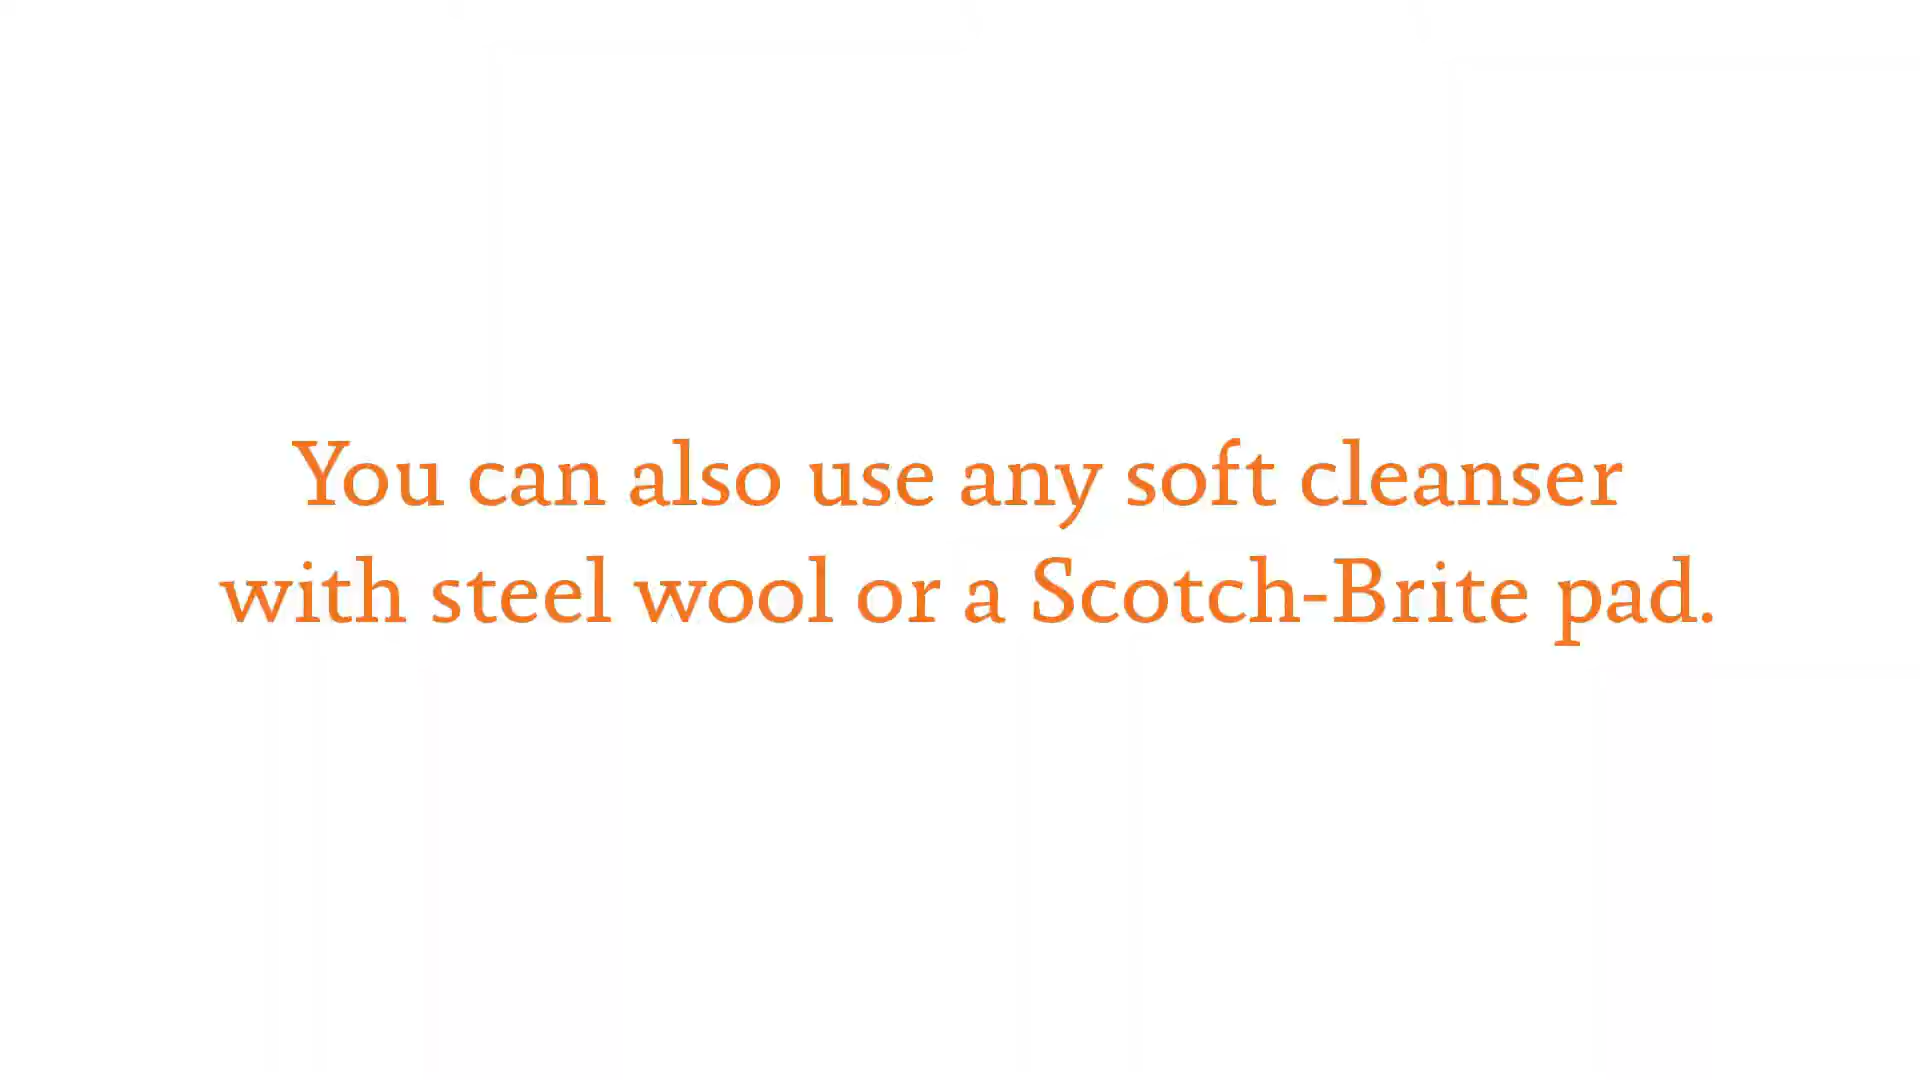 You can also use any soft cleanser
with steel wool or a Scotch-Brite pad.